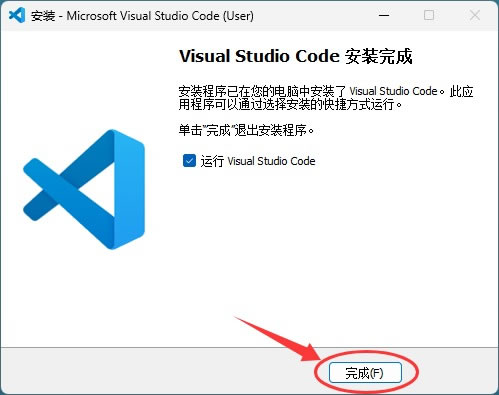 安装 - Microsoft Visual Studio Code (User)
Visual Studio Code 安装完成
安装程序已在您的电脑中安装了 Visual Studio Code。此应
用程序可以通过选择安装的快捷方式运行。
单击“完成”退出安装程序。
运行 Visual Studio Code
完成(F)